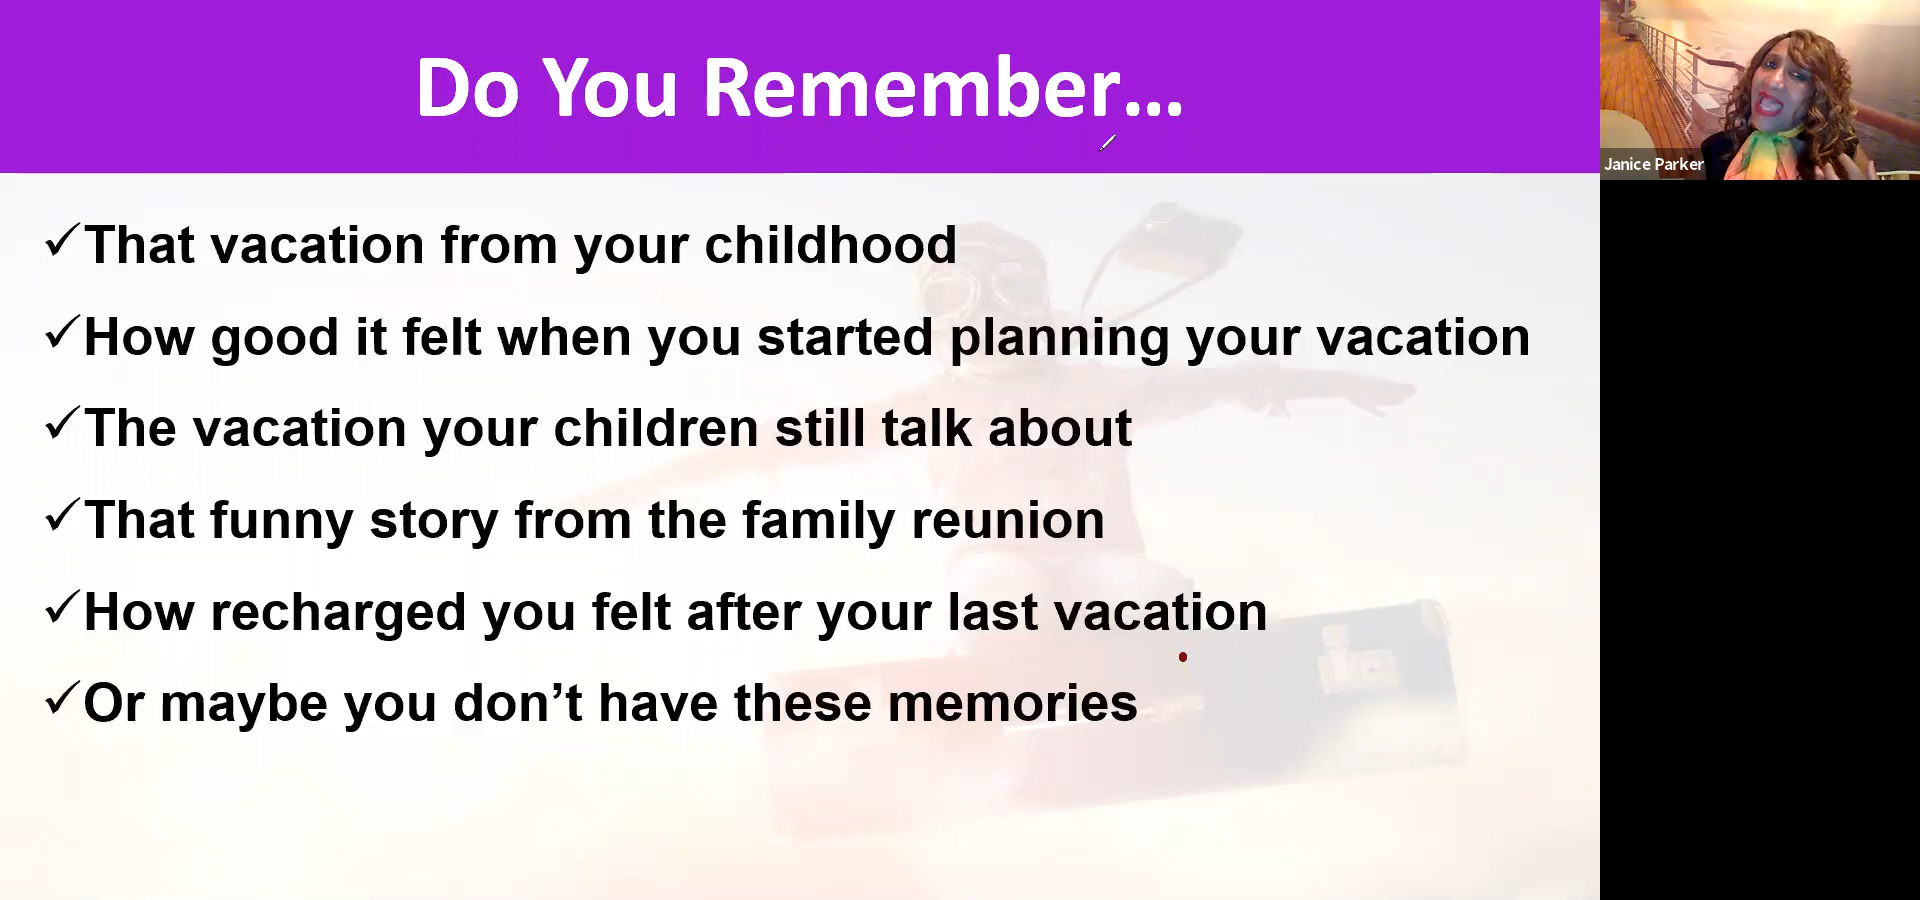 Do You Remember...
✓That vacation from your childhood
✓How good it felt when you started planning your vacation
✓The vacation your children still talk about
✓That funny story from the family reunion
✓How recharged you felt after your last vacation
✓Or maybe you don’t have these memories
Janice Parker